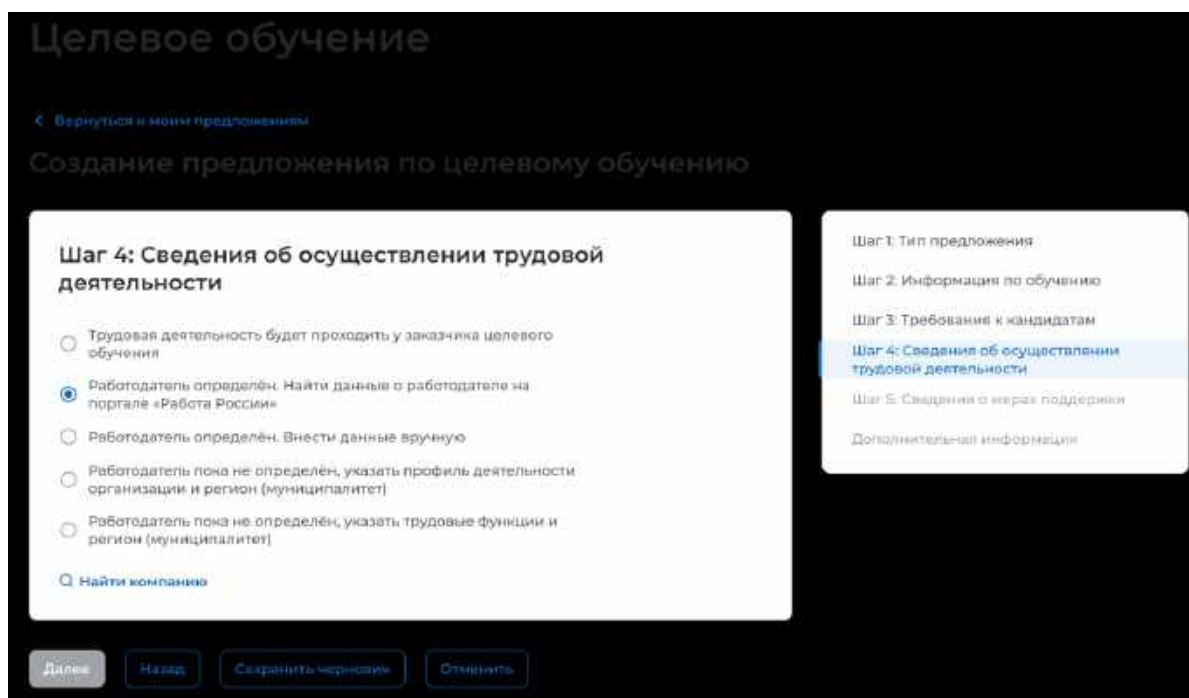 Целевое обучение
Вернуться к моим предложениям
Создание предложения по целевому обучению
Шаг 4: Сведения об осуществлении трудовой
деятельности
Трудовая деятельность будет проходить у заказчика целевого
обучения
Работодатель определён. Найти данные о работодателе на
портале «Работа России»
Работодатель определён. Внести данные вручную
Работодатель пока не определён, указать профиль деятельности
организации и регион (муниципалитет)
Работодатель пока не определён, указать трудовые функции и
регион (муниципалитет)
Найти компанию
Далее
Назад
Сохранить черновик
Отменить
Шаг 1: Тип предложения
Шаг 2: Информация по обучению
Шаг 3: Требования к кандидатам
Шаг 4: Сведения об осуществлении
трудовой деятельности
Шаг 5: Сведения о мерах поддержки
Дополнительная информация